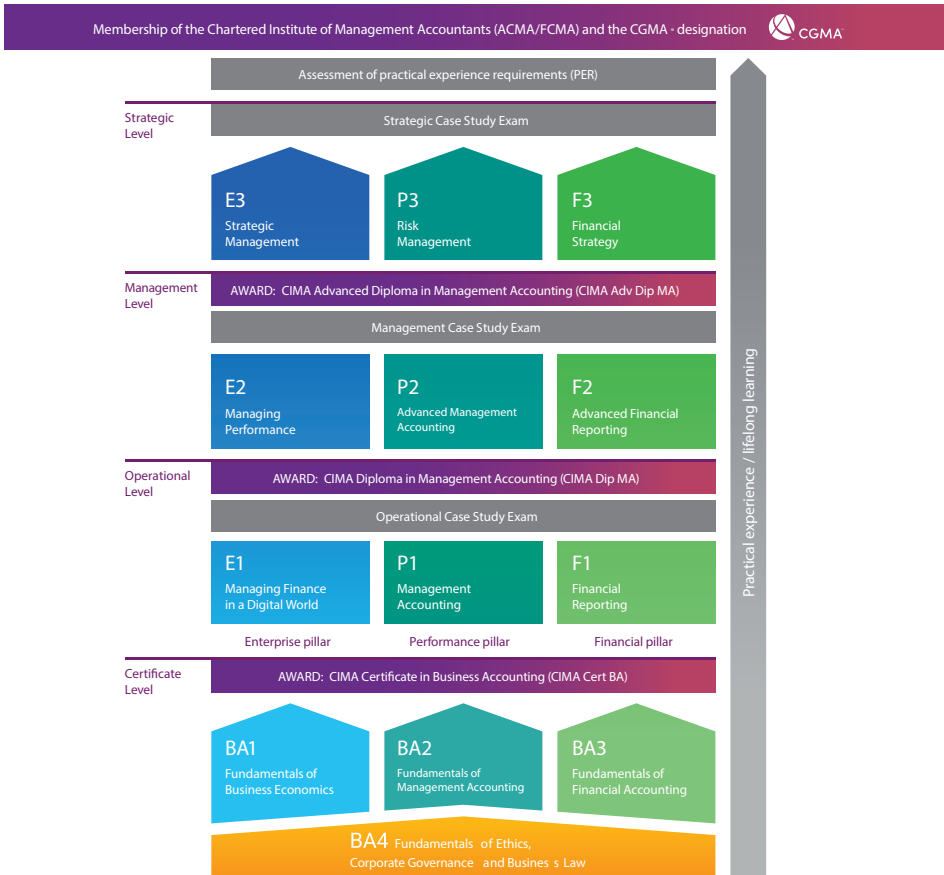 Membership of the Chartered Institute of Management Accountants (ACMA/FCMA) and the CGMA • designation
CGMA
Assessment of practical experience requirements (PER)
Strategic
Level
Strategic Case Study Exam
E3
Strategic
Management
P3
Risk
Management
F3
Financial
Strategy
Management
Level
AWARD: CIMA Advanced Diploma in Management Accounting (CIMA Adv Dip MA)
Management Case Study Exam
E2
Managing
Performance
P2
Advanced Management
Accounting
F2
Advanced Financial
Reporting
Operational
Level
AWARD: CIMA Diploma in Management Accounting (CIMA Dip MA)
Operational Case Study Exam
E1
Managing Finance
in a Digital World
P1
Management
Accounting
F1
Financial
Reporting
Enterprise pillar
Performance pillar
Financial pillar
Certificate
Level
AWARD: CIMA Certificate in Business Accounting (CIMA Cert BA)
BA1
Fundamentals of
Business Economics
BA2
Fundamentals of
Management Accounting
BA3
Fundamentals of
Financial Accounting
BA4 Fundamentals of Ethics,
Corporate Governance and Busines s Law
Practical experience / lifelong learning